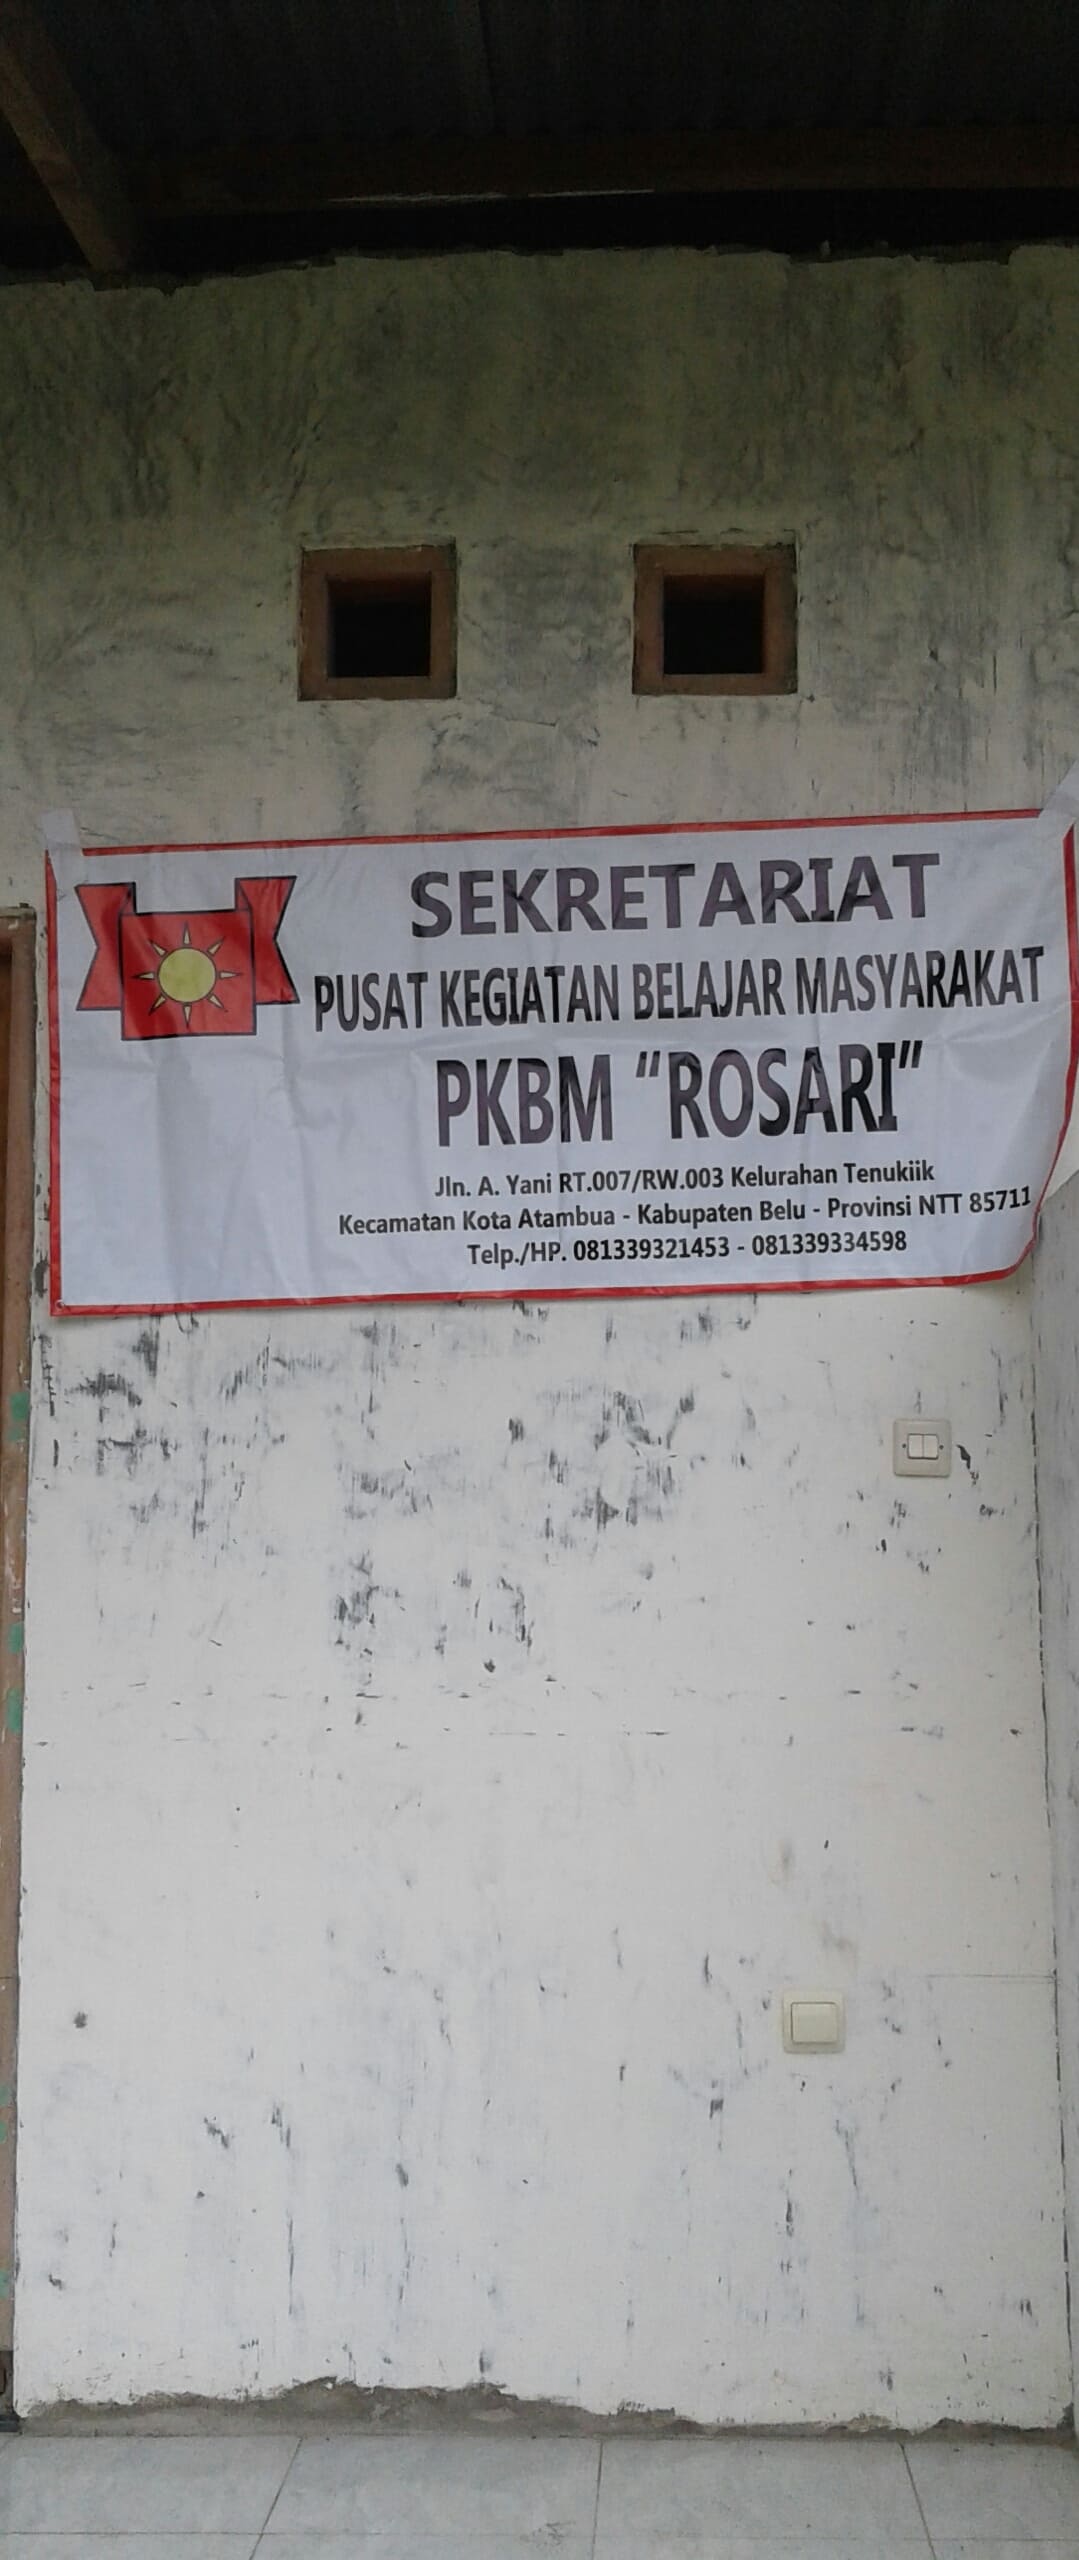 SEKRETARIAT
PUSAT KEGIATAN BELAJAR MASYARAKAT
PKBM "ROSARI"
Jln. A. Yani RT.007/RW.003 Kelurahan Tenukiik
Kecamatan Kota Atambua - Kabupaten Belu - Provinsi NTT 85711
Telp./HP. 081339321453 - 081339334598